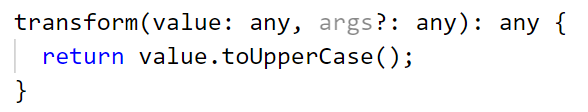 transform(value: any, args?: any): any {
  return value.toUpperCase();
}